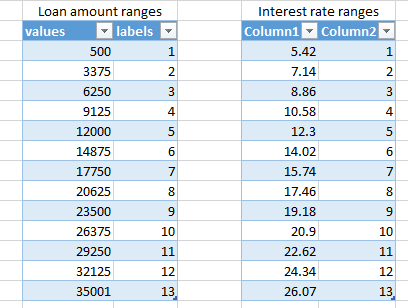 Loan amount ranges Interest rate ranges
values labels Column1 Column2
500 1 5.42 1
3375 2 7.14 2
6250 3 8.86 3
9125 4 10.58 4
12000 5 12.3 5
14875 6 14.02 6
17750 7 15.74 7
20625 8 17.46 8
23500 9 19.18 9
26375 10 20.9 10
29250 11 22.62 11
32125 12 24.34 12
35001 13 26.07 13